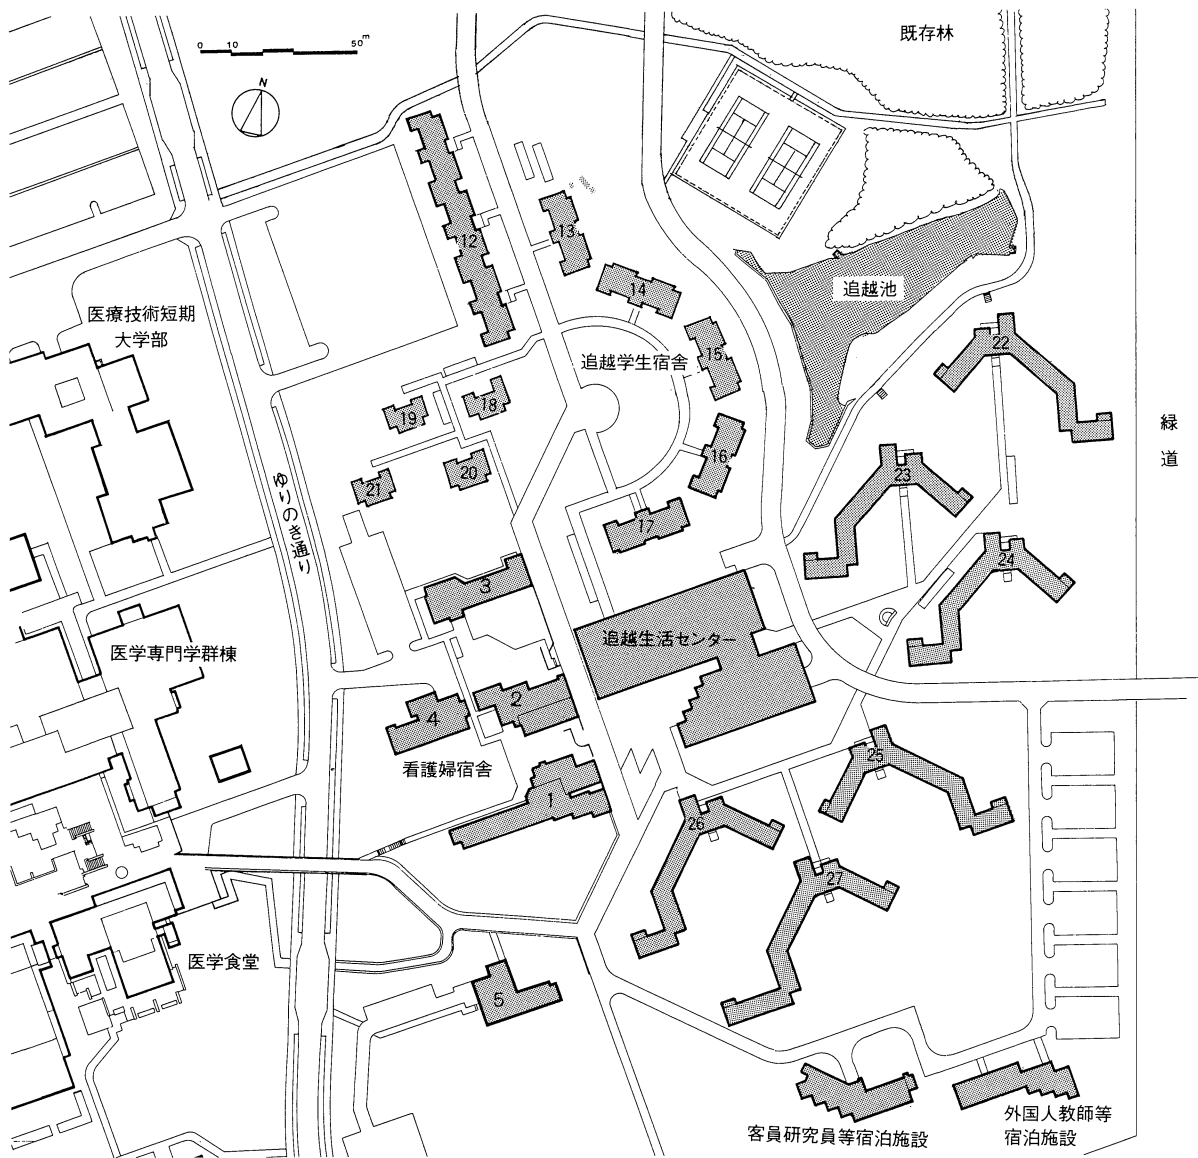 0 10 50m
N
既存林
12
13
14
追越池
医療技術短期
大学部
22
追越学生宿舎
15
19
18
緑
道
16
20
21
23
ゆりのき通り
17
24
3
追越生活センター
医学専門学群棟
2
4
25
看護婦宿舎
1
26
27
医学食堂
5
外国人教師等
宿泊施設
客員研究員等宿泊施設